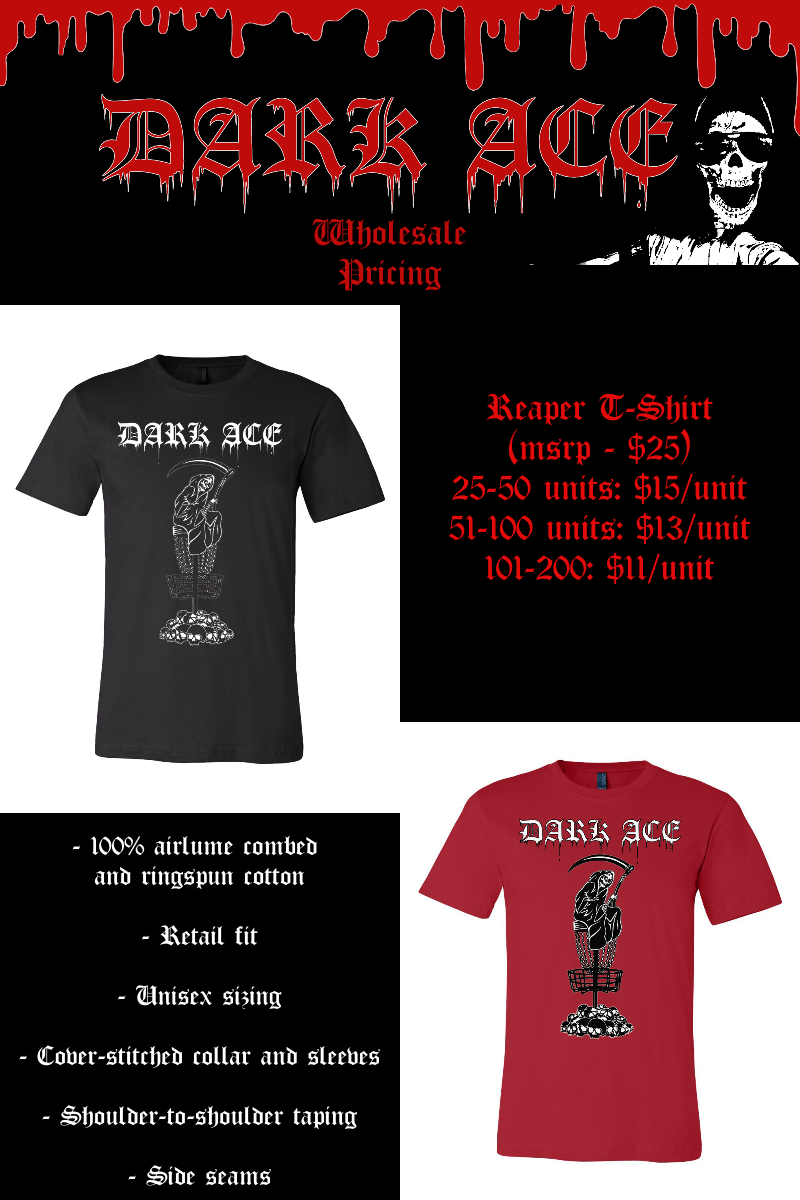 DARK ACE
Wholesale
Pricing
DARK ACE
Reaper T-Shirt
(msrp - $25)
25-50 units: $15/unit
51-100 units: $13/unit
101-200: $11/unit
- 100% airlume combed
and ringspun cotton
- Retail fit
- Unisex sizing
- Cover-stitched collar and sleeves
- Shoulder-to-shoulder taping
- Side seams
DARK ACE